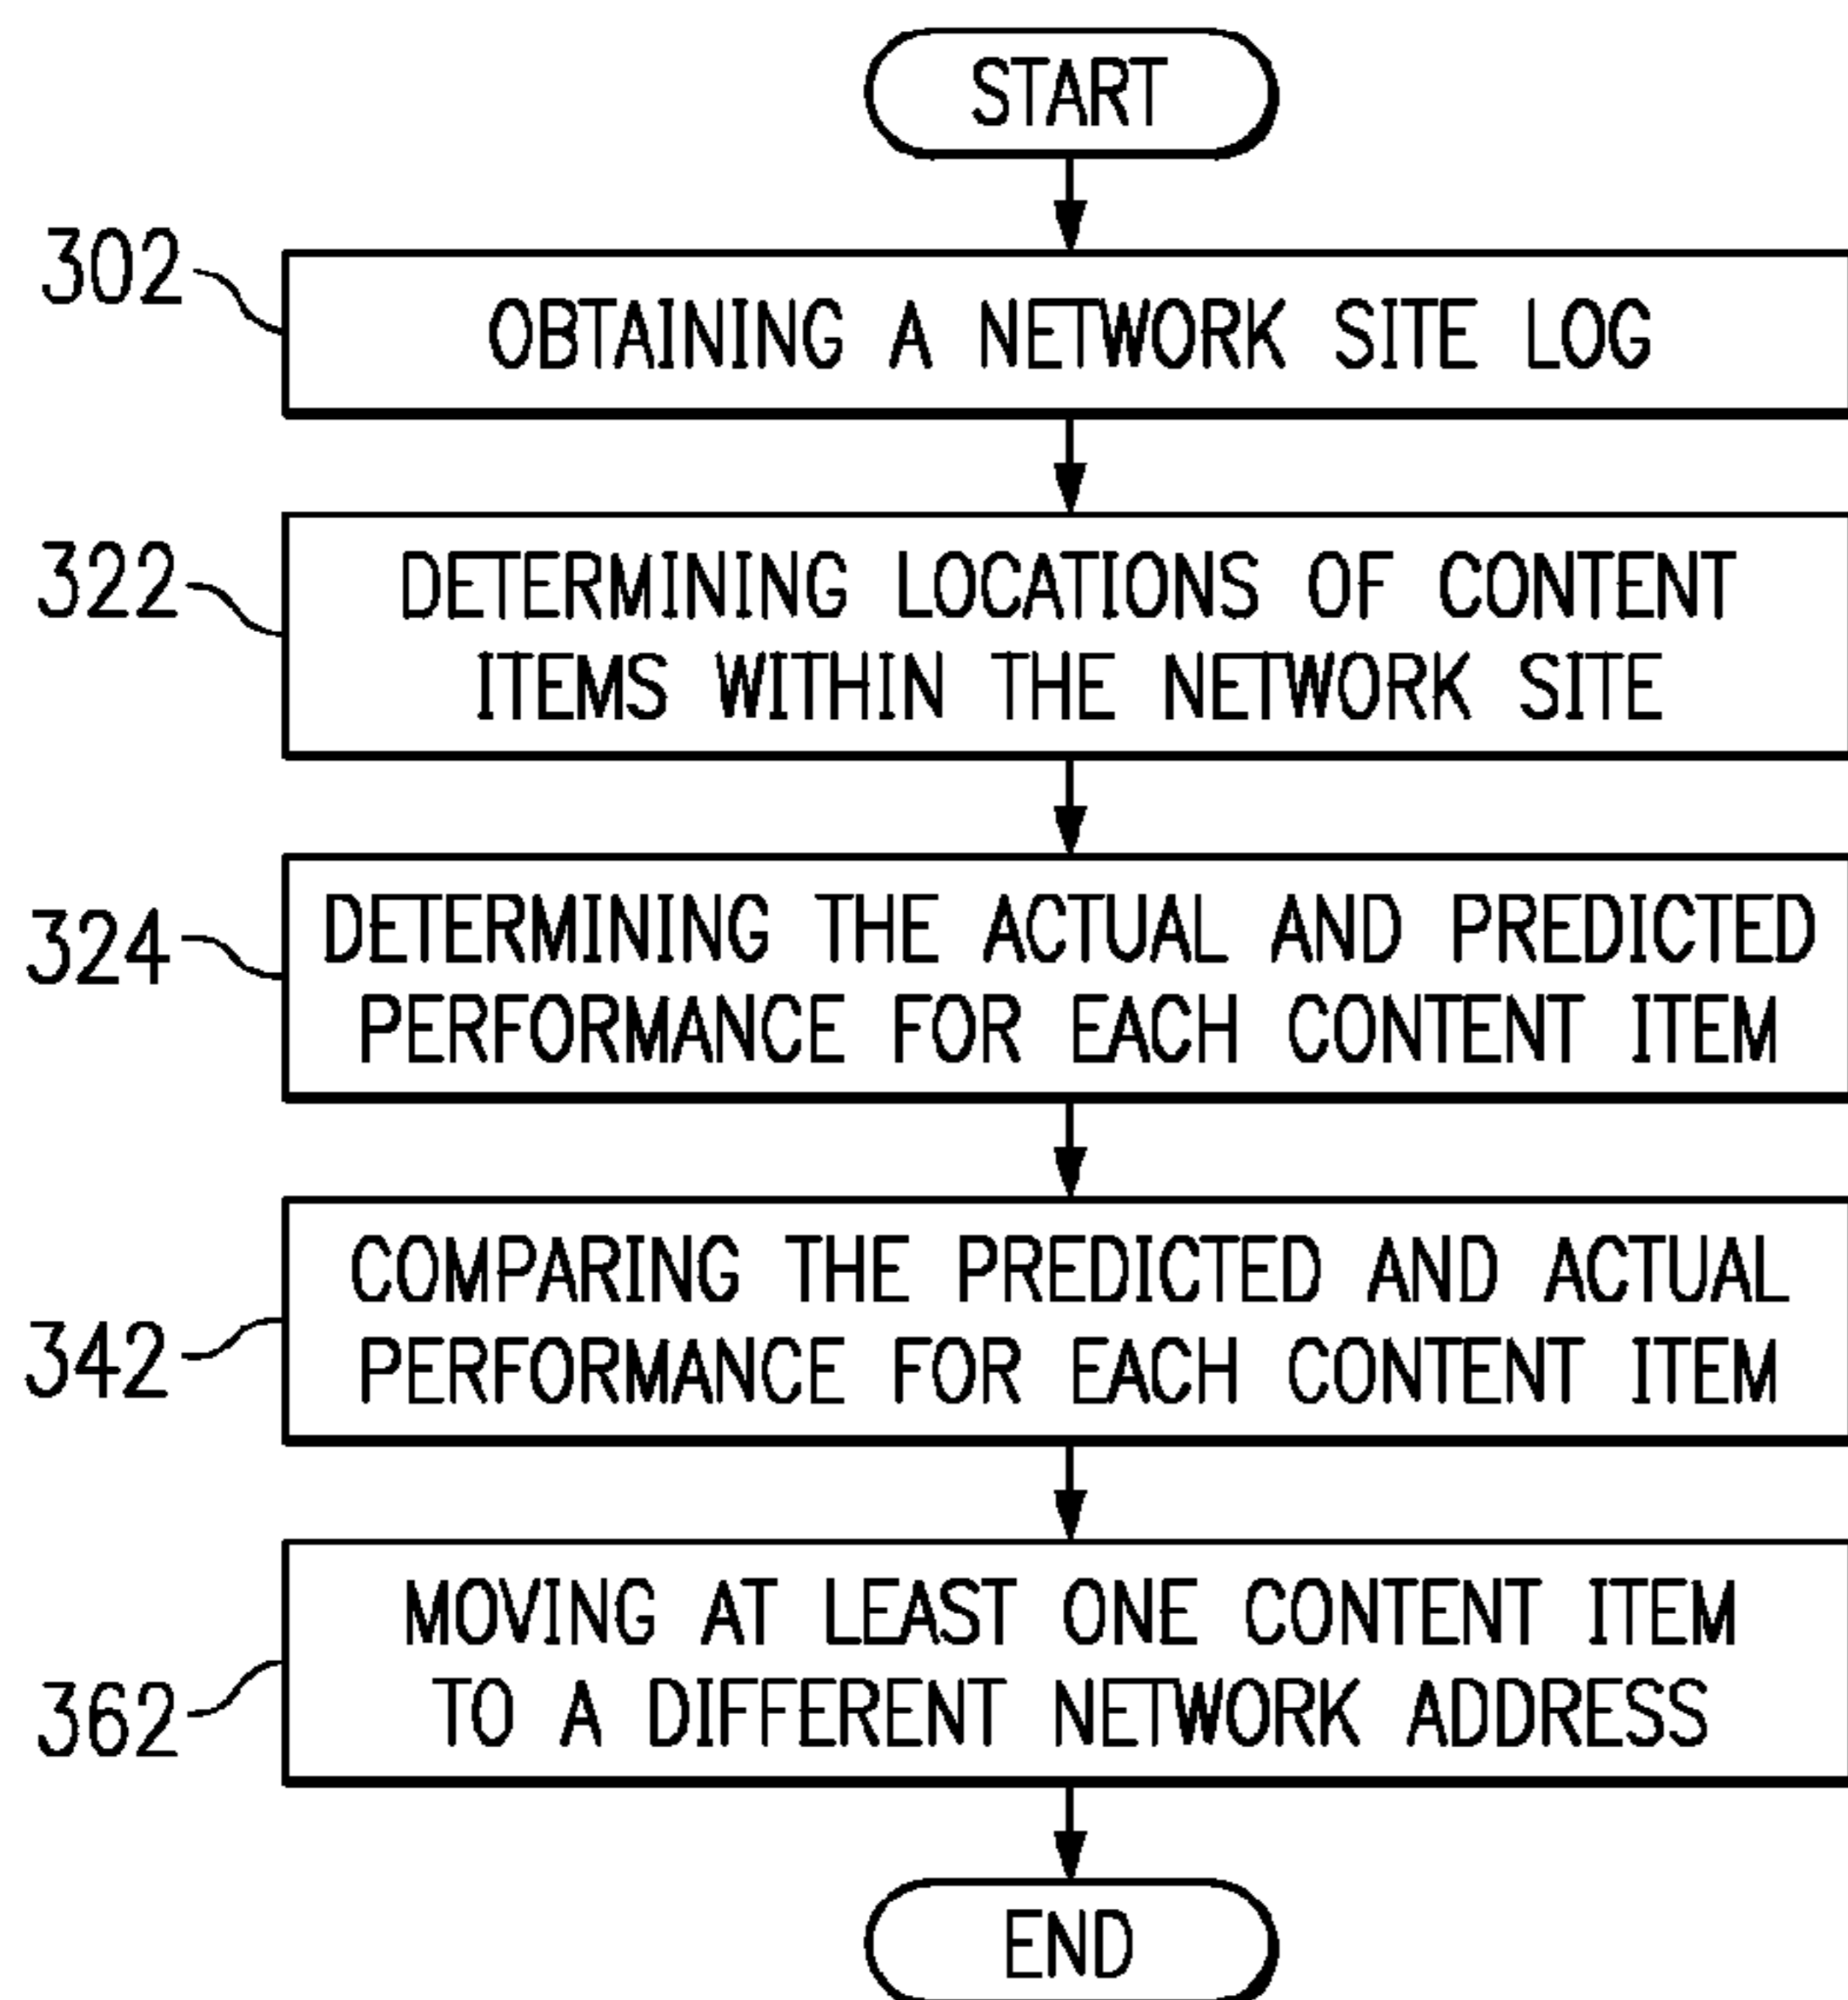 START
302
OBTAINING A NETWORK SITE LOG
322
DETERMINING LOCATIONS OF CONTENT
ITEMS WITHIN THE NETWORK SITE
324
DETERMINING THE ACTUAL AND PREDICTED
PERFORMANCE FOR EACH CONTENT ITEM
342
COMPARING THE PREDICTED AND ACTUAL
PERFORMANCE FOR EACH CONTENT ITEM
362
MOVING AT LEAST ONE CONTENT ITEM
TO A DIFFERENT NETWORK ADDRESS
END